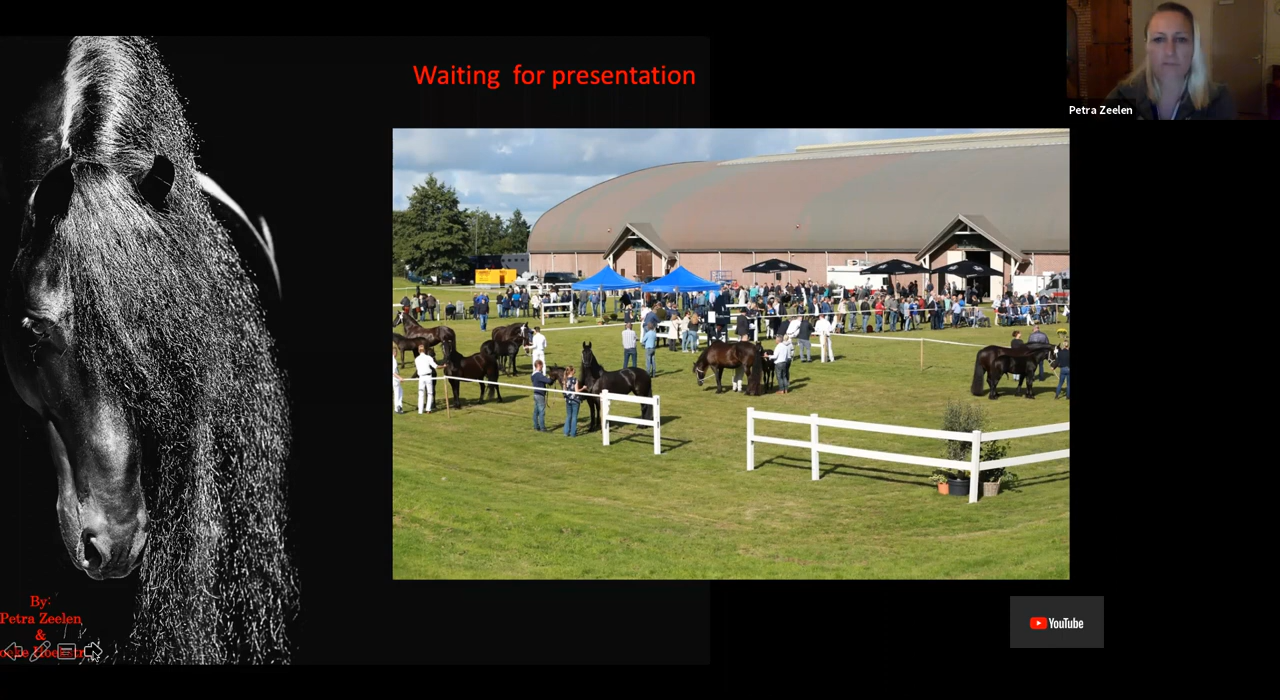 Waiting for presentation
Petra Zeelen
By:
Petra Zeelen
&
YouTube